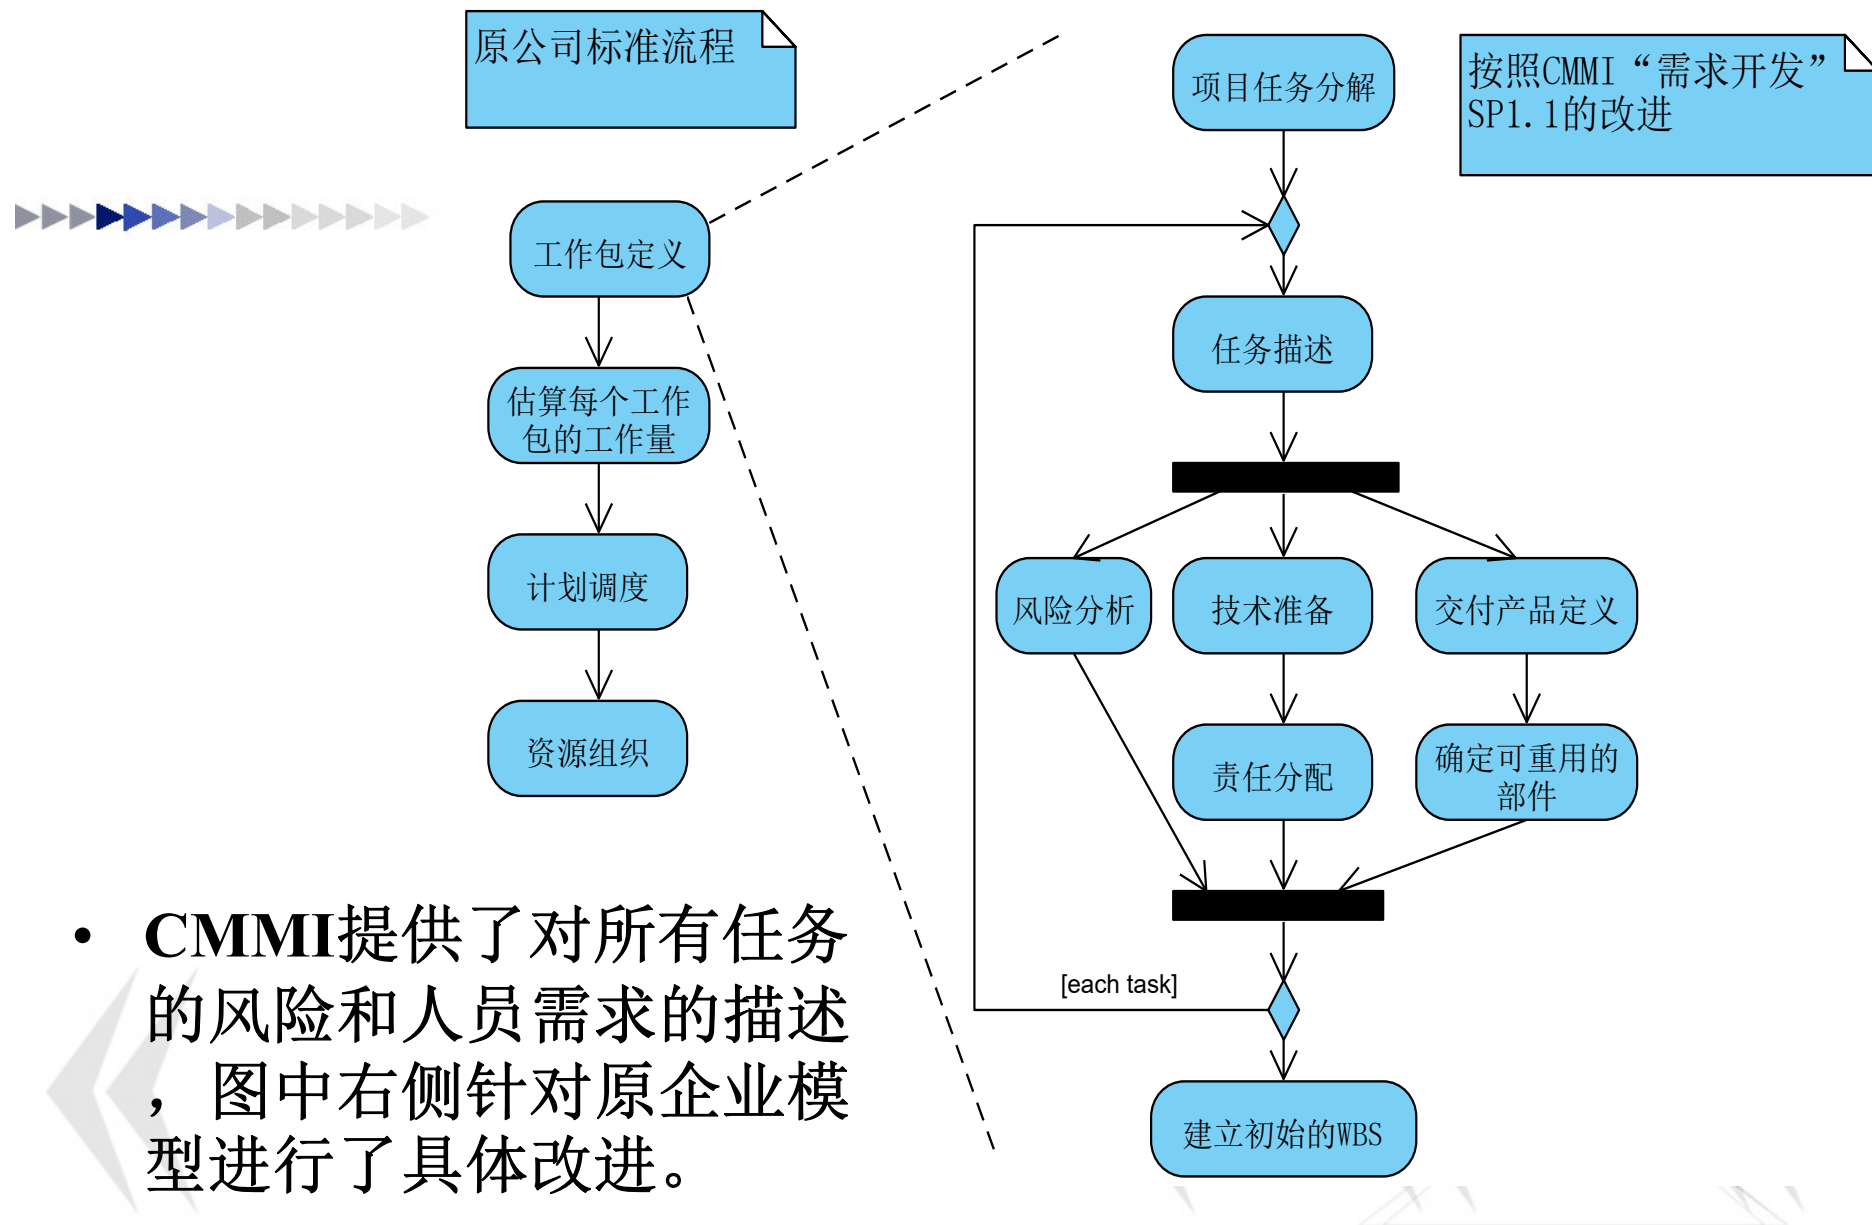 原公司标准流程
工作包定义
估算每个工作
包的工作量
计划调度
资源组织
按照CMMI“需求开发”
SP1.1的改进
项目任务分解
任务描述
风险分析
技术准备
交付产品定义
责任分配
确定可重用的
部件
[each task]
建立初始的WBS
• CMMI提供了对所有任务
的风险和人员需求的描述
，图中右侧针对原企业模
型进行了具体改进。